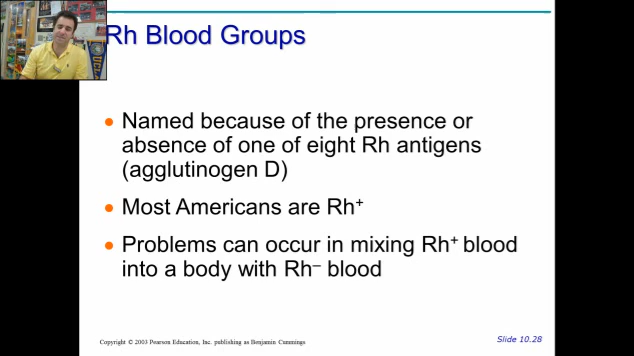 Rh Blood Groups
Named because of the presence or
absence of one of eight Rh antigens
(agglutinogen D)
Most Americans are Rh⁺
Problems can occur in mixing Rh⁺ blood
into a body with Rh⁻ blood
Copyright © 2003 Pearson Education, Inc. publishing as Benjamin Cummings
Slide 10.28